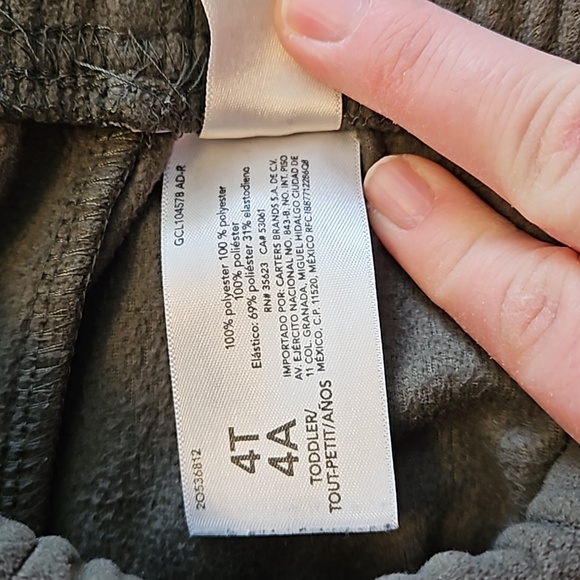 GCL104578 AD-R
100% polyester 100 % polyester
100% poliéster
Elástico: 69% poliéster 31% elastodieno
RN# 35623 CA# 53061
IMPORTADO POR: CARTERS BRANDS S.A. DE C.V.
AV. EJÉRCITO NACIONAL NO. 843-B, NO. INT. PISO
11 COL. GRANADA, MIGUEL HIDALGO CIUDAD DE
MÉXICO, C.P. 11520, MÉXICO RFC
20536812
4T
4A
TODDLER/
TOUT-PETIT/AÑOS